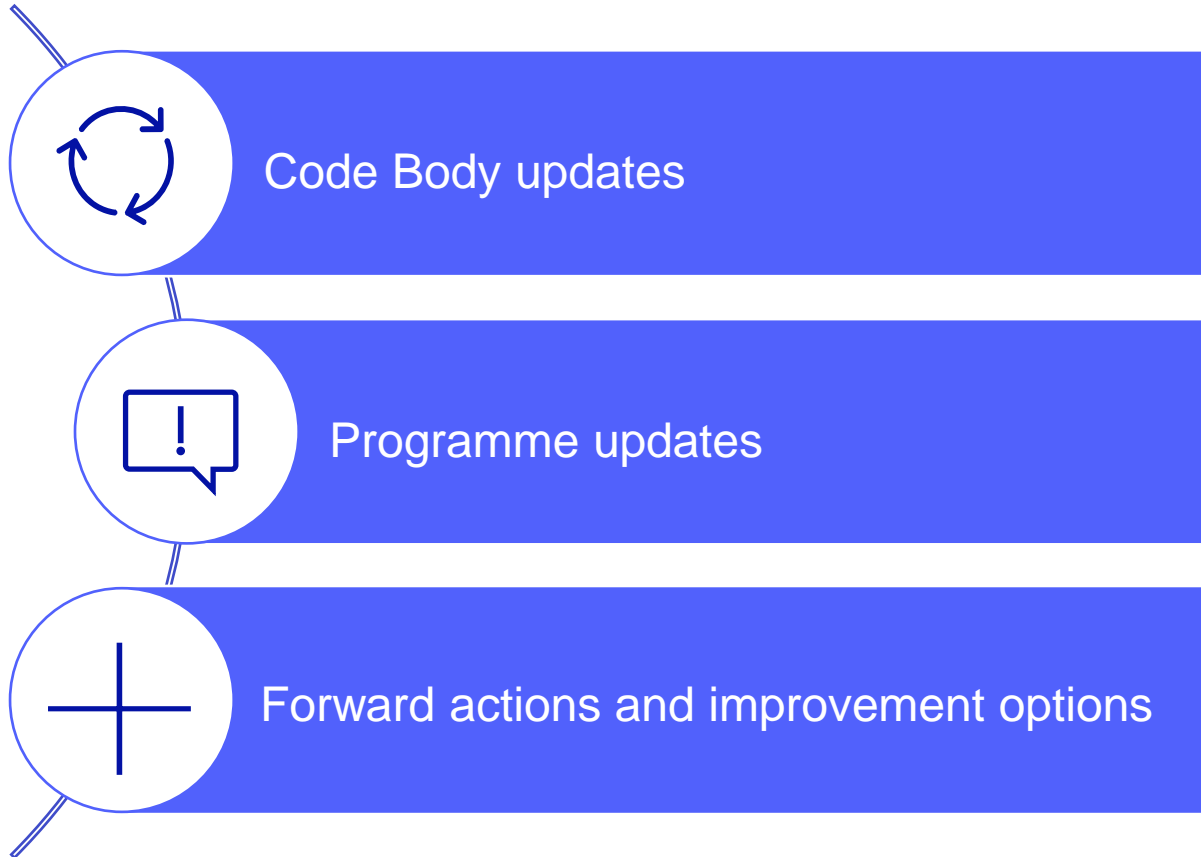 Code Body updates
Programme updates
Forward actions and improvement options